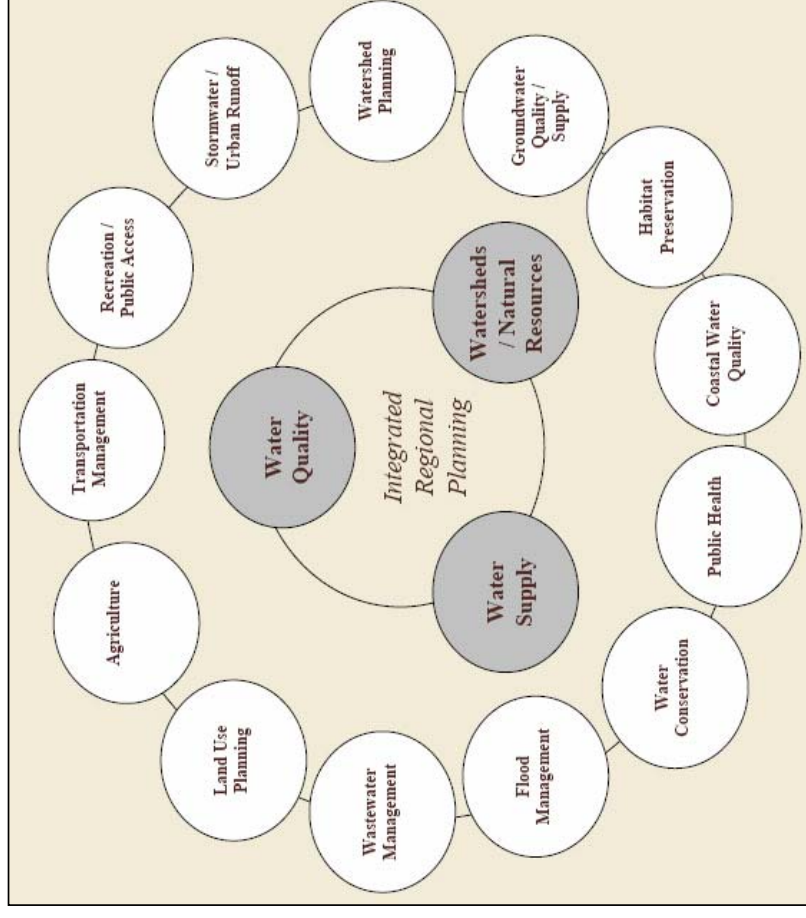 Transportation
Management
Recreation /
Public Access
Stormwater /
Urban Runoff
Watershed
Planning
Groundwater
Quality /
Supply
Habitat
Preservation
Coastal Water
Quality
Public Health
Water
Conservation
Flood
Management
Wastewater
Management
Land Use
Planning
Agriculture
Water
Quality
Integrated
Regional
Planning
Water
Supply
Watersheds
/ Natural
Resources